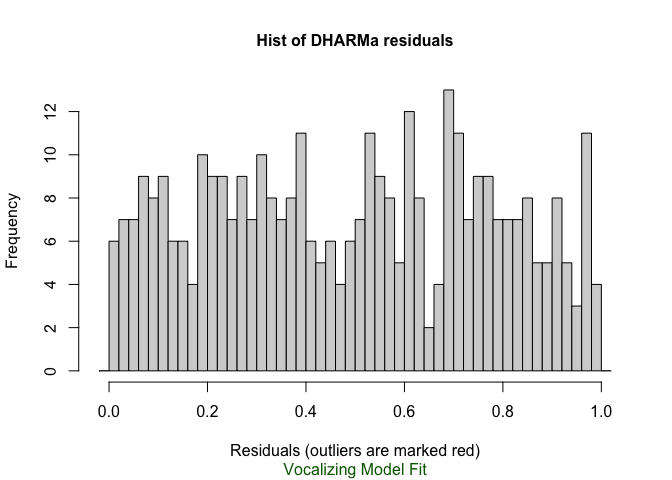 Hist of DHARMa residuals
Frequency
12
10
8
6
4
2
0
0.0 0.2 0.4 0.6 0.8 1.0
Residuals (outliers are marked red)
Vocalizing Model Fit